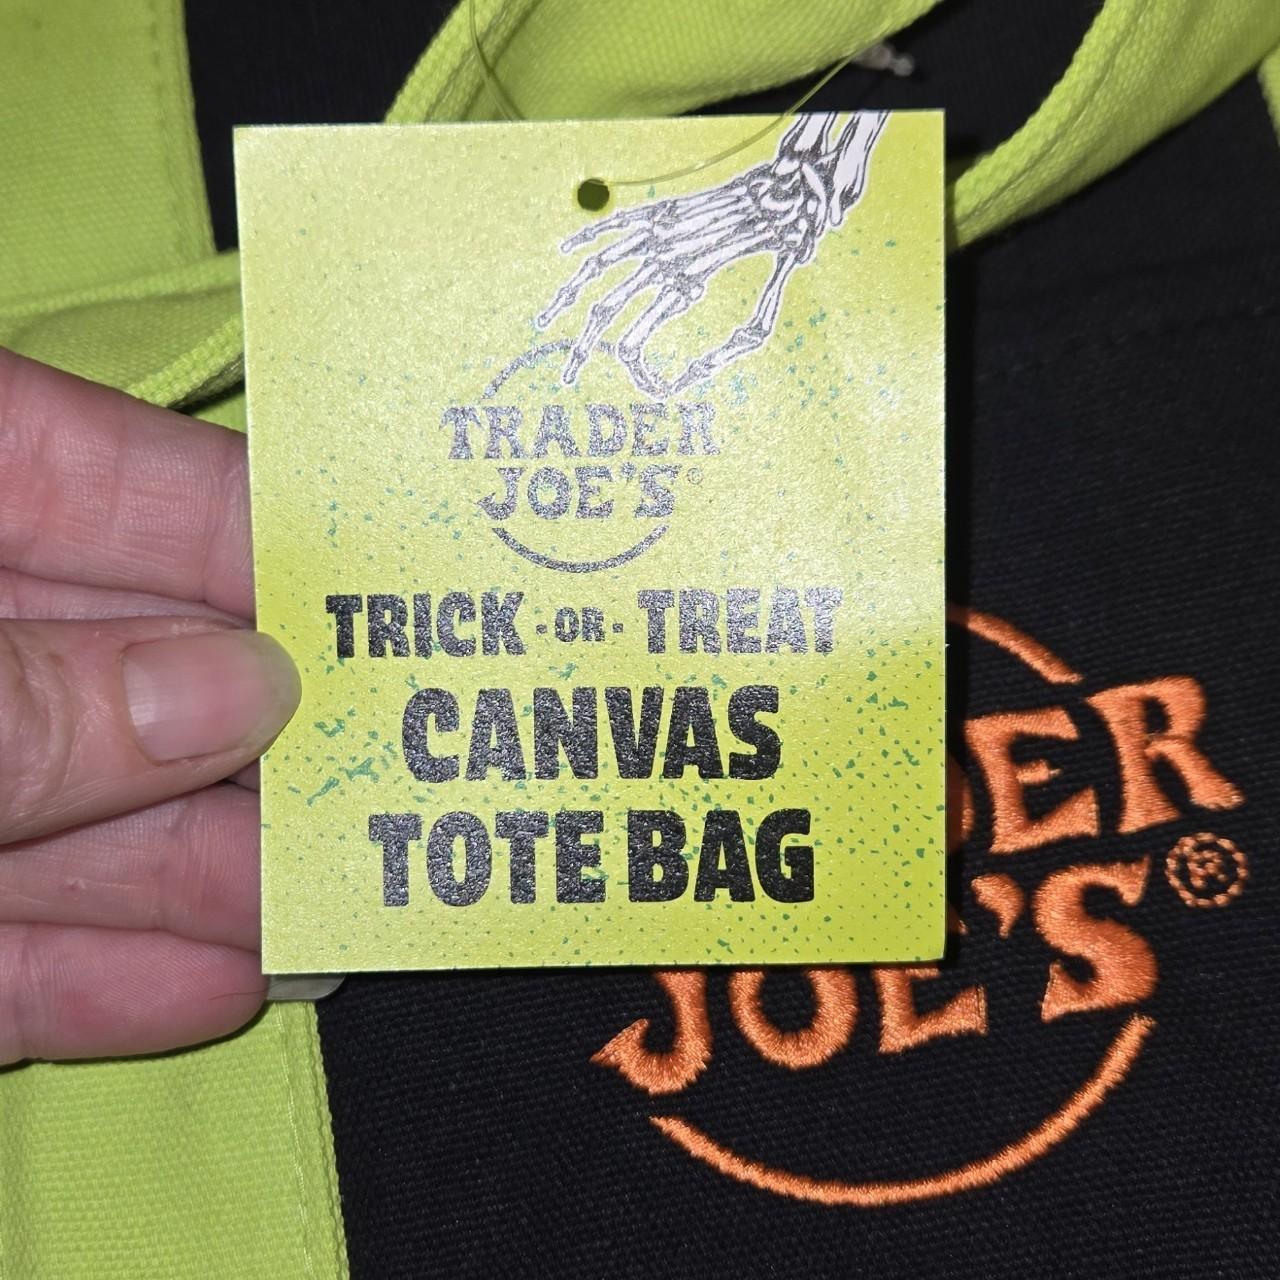 TRADER
JOE'S®
TRICK-OR-TREAT
CANVAS
TOTE BAG
DER
JOE'S®